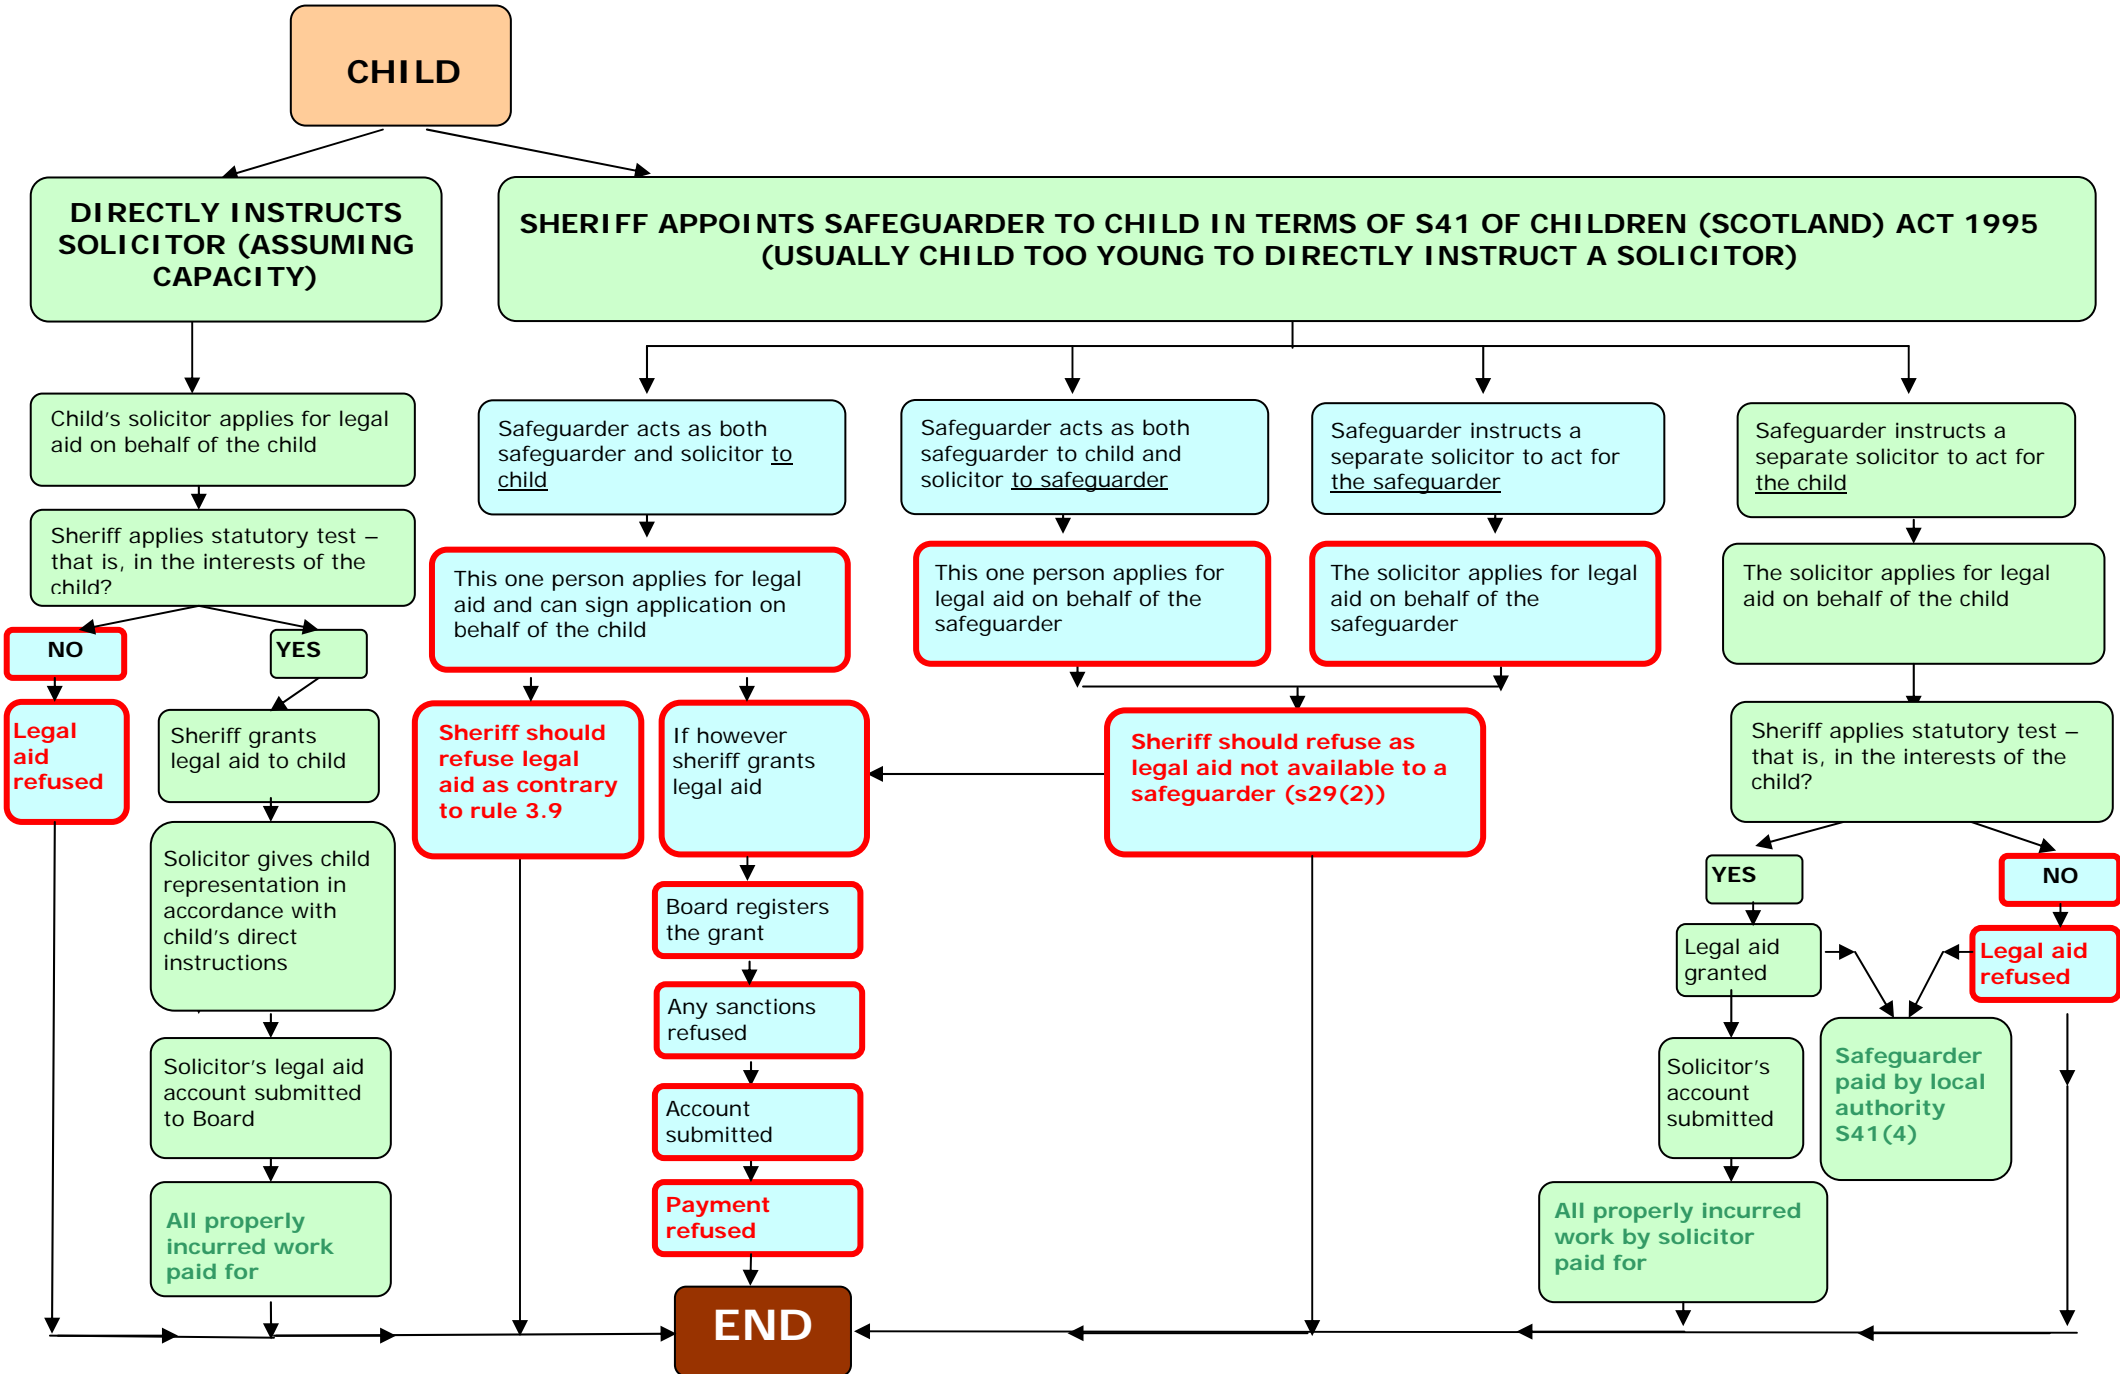 CHILD
DIRECTLY INSTRUCTS
SOLICITOR (ASSUMING
CAPACITY)
SHERIFF APPOINTS SAFEGUARDER TO CHILD IN TERMS OF S41 OF CHILDREN (SCOTLAND) ACT 1995
(USUALLY CHILD TOO YOUNG TO DIRECTLY INSTRUCT A SOLICITOR)
Child's solicitor applies for legal
aid on behalf of the child
Sheriff applies statutory test –
that is, in the interests of the
child?
NO
YES
Legal
aid
refused
Sheriff grants
legal aid to child
Solicitor gives child
representation in
accordance with
child's direct
instructions
Solicitor's legal aid
account submitted
to Board
All properly
incurred work
paid for
Safeguarder acts as both
safeguarder and solicitor to
child
This one person applies for legal
aid and can sign application on
behalf of the child
Sheriff should
refuse legal
aid as contrary
to rule 3.9
If however
sheriff grants
legal aid
Board registers
the grant
Any sanctions
refused
Account
submitted
Payment
refused
END
Safeguarder acts as both
safeguarder to child and
solicitor to safeguarder
This one person applies for
legal aid on behalf of the
safeguarder
Safeguarder instructs a
separate solicitor to act for
the safeguarder
The solicitor applies for legal
aid on behalf of the
safeguarder
Sheriff should refuse as
legal aid not available to a
safeguarder (s29(2))
Safeguarder instructs a
separate solicitor to act for
the child
The solicitor applies for legal
aid on behalf of the child
Sheriff applies statutory test –
that is, in the interests of the
child?
YES
NO
Legal aid
granted
Legal aid
refused
Solicitor's
account
submitted
Safeguarder
paid by local
authority
S41(4)
All properly incurred
work by solicitor
paid for